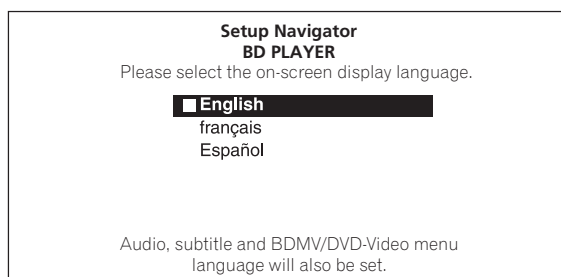 Setup Navigator
BD PLAYER
Please select the on-screen display language.
English
français
Español
Audio, subtitle and BDMV/DVD-Video menu
language will also be set.